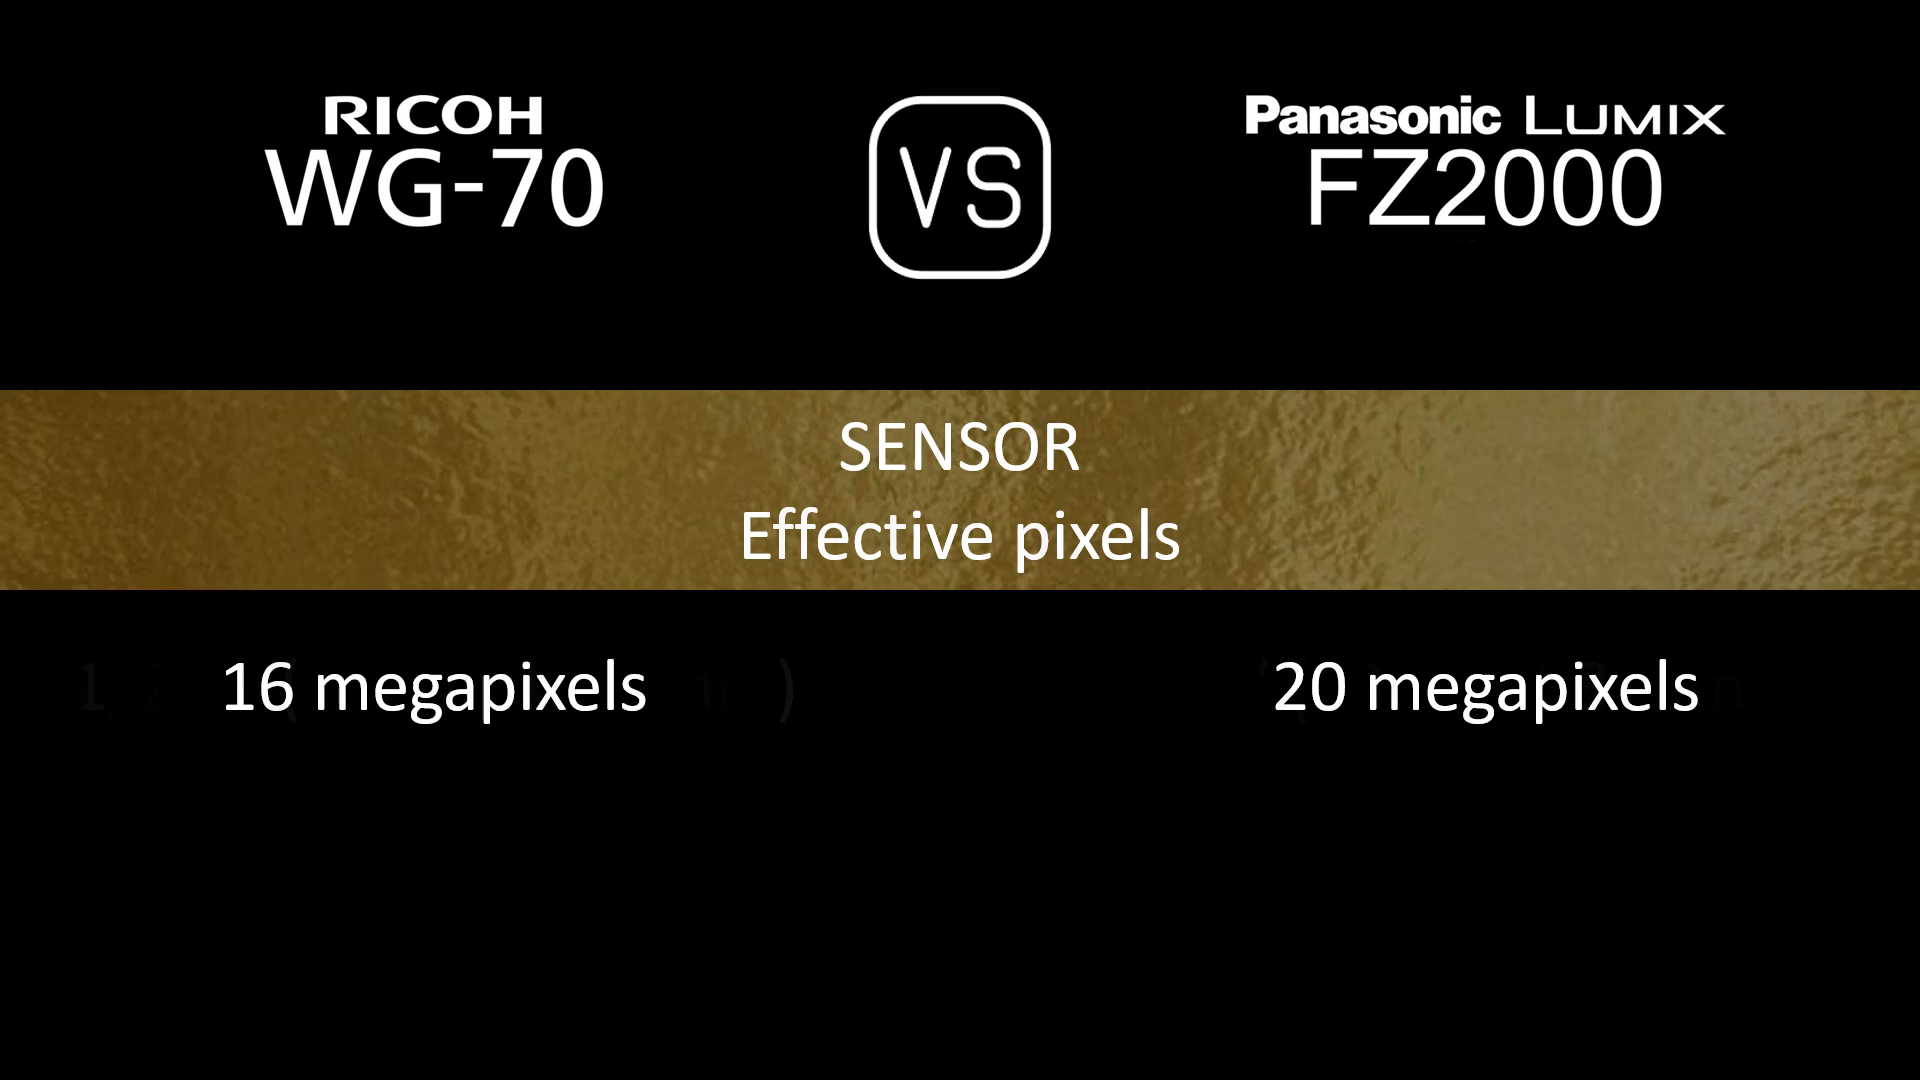 RICOH
WG-70
VS
Panasonic LUMIX
FZ2000
SENSOR
Effective pixels
16 megapixels
20 megapixels